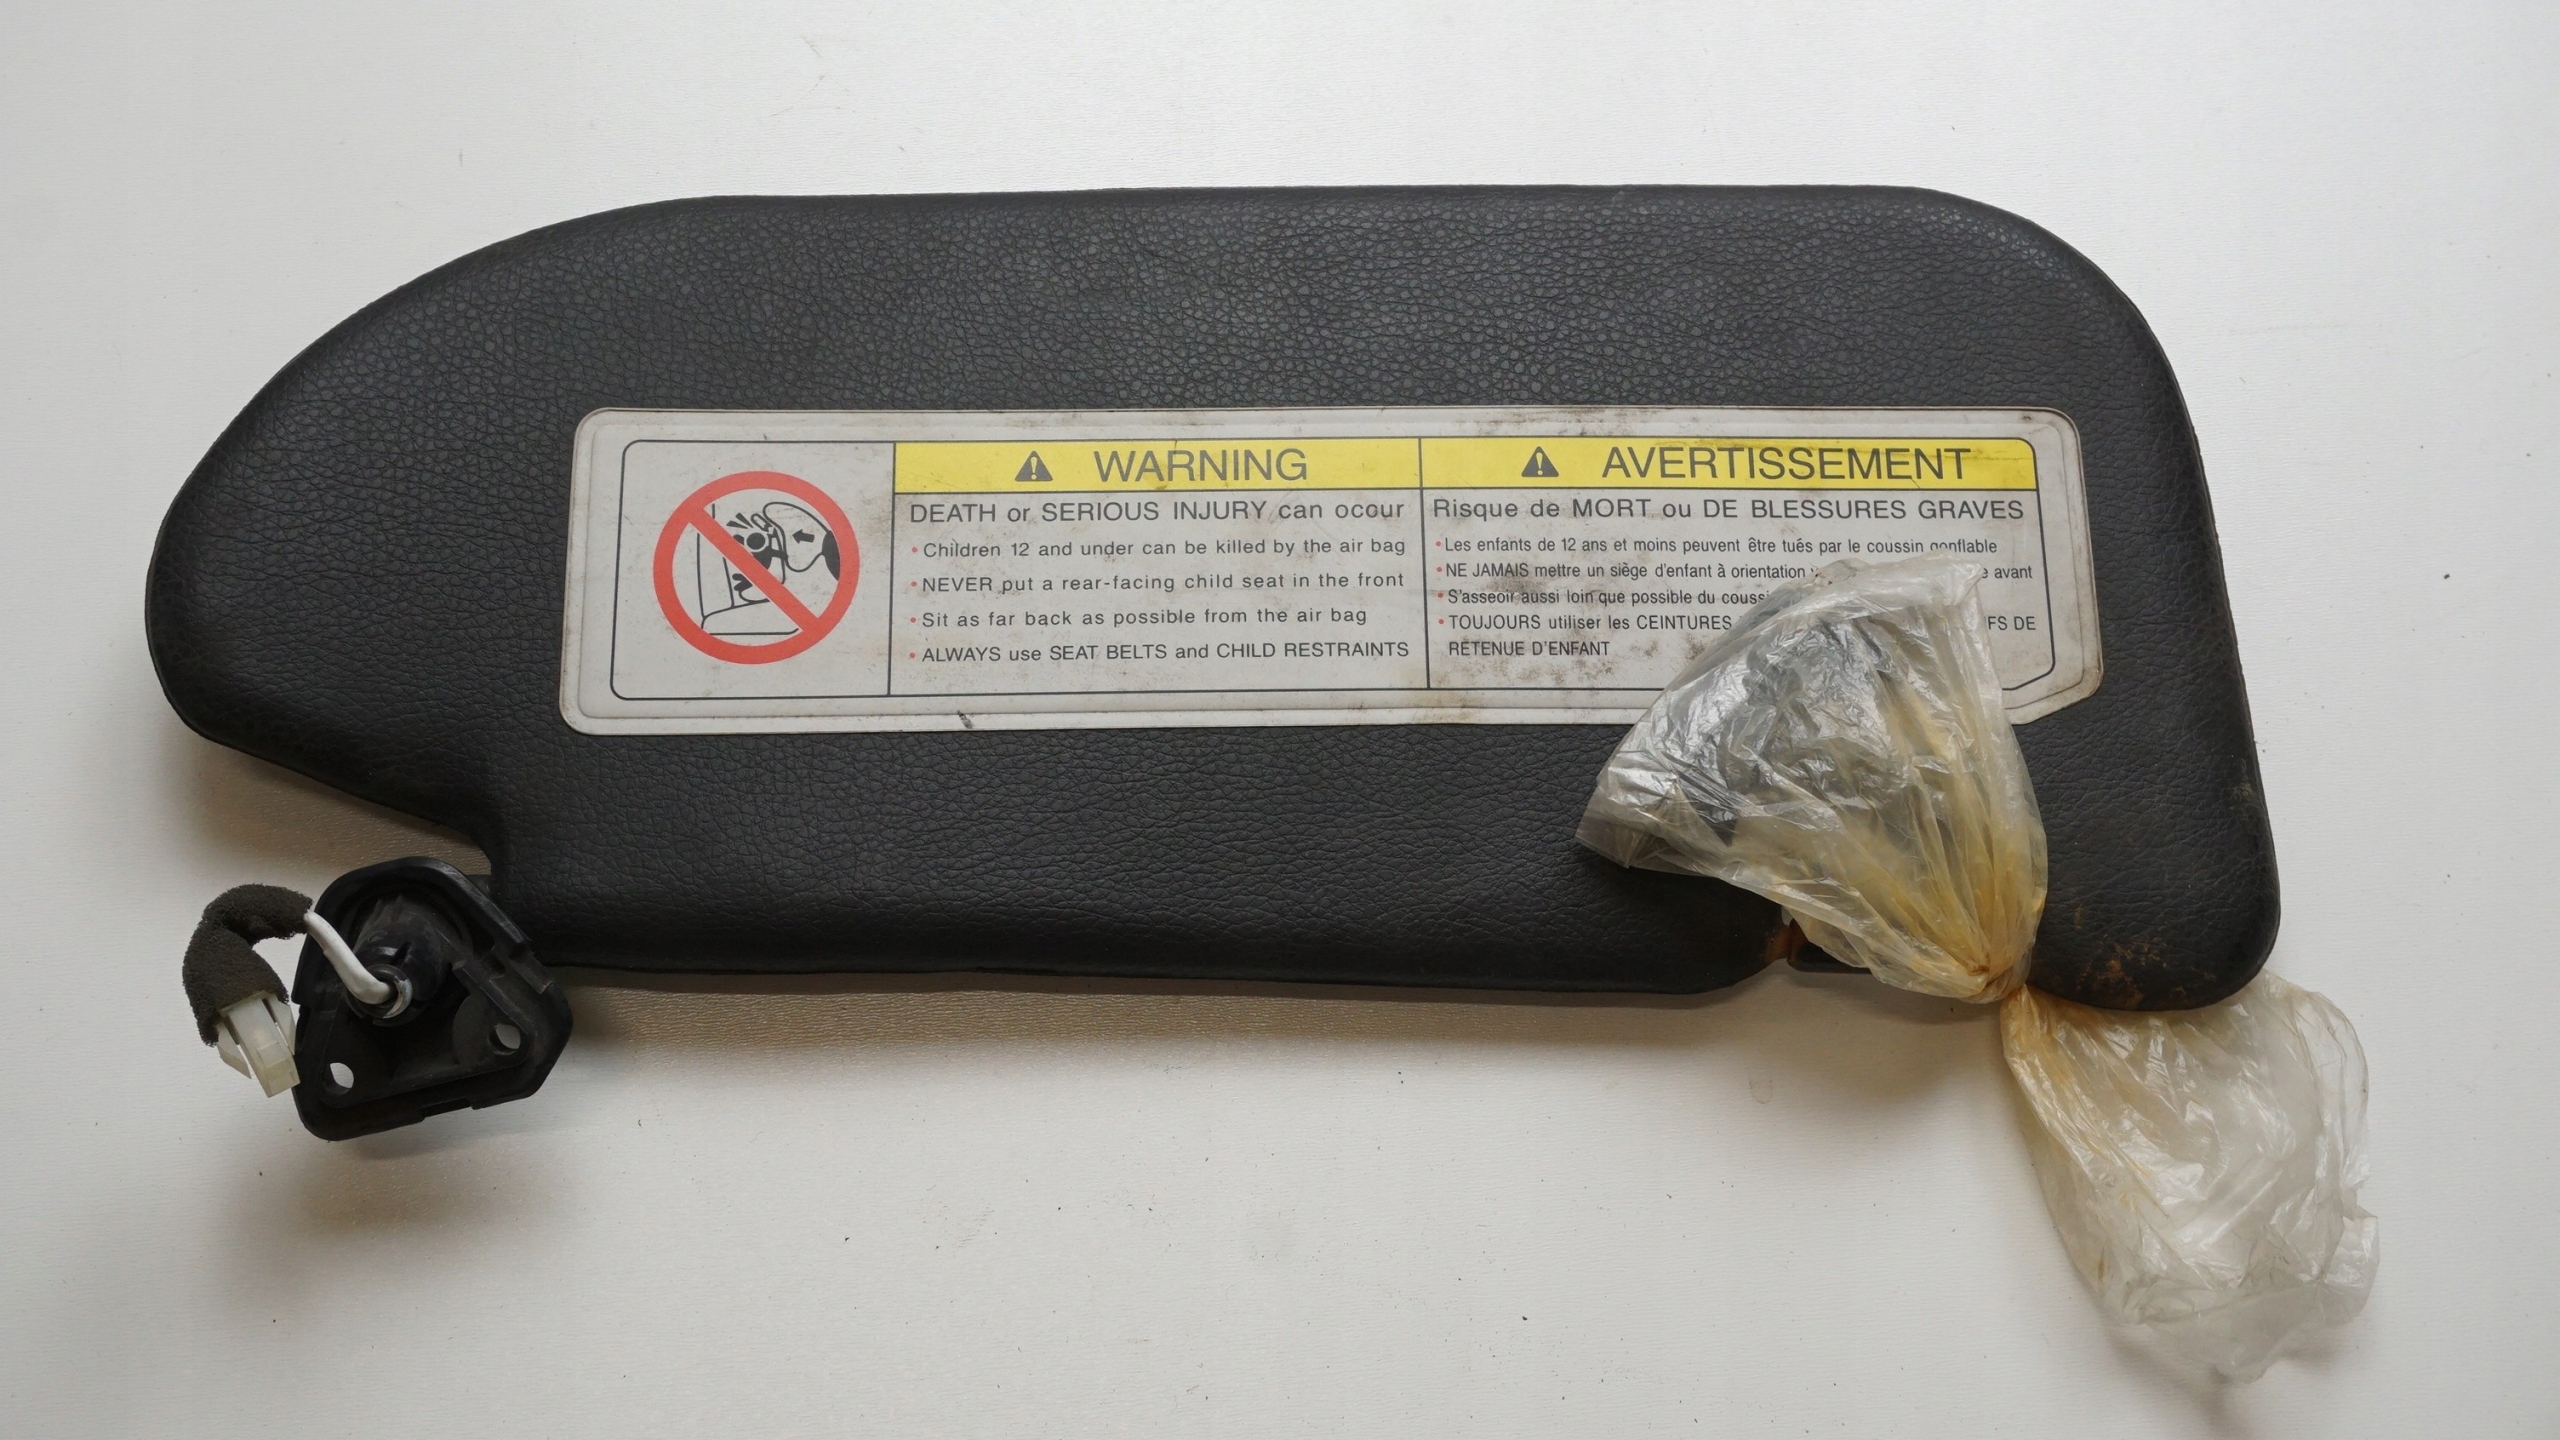 WARNING
DEATH or SERIOUS INJURY can ocour
•Children 12 and under can be killed by the air bag
•NEVER put a rear-facing child seat in the front
•Sit as far back as possible from the air bag
•ALWAYS use SEAT BELTS and CHILD RESTRAINTS
AVERTISSEMENT
Risque de MORT ou DE BLESSURES GRAVES
•Les enfants de 12 ans et moins peuvent être tués par le coussin gonflable
•NE JAMAIS mettre un siège d'enfant à orientation avant
•S'asseoir aussi loin que possible du
•TOUJOURS utiliser les CEINTURES DE
RETENUE D'ENFANT